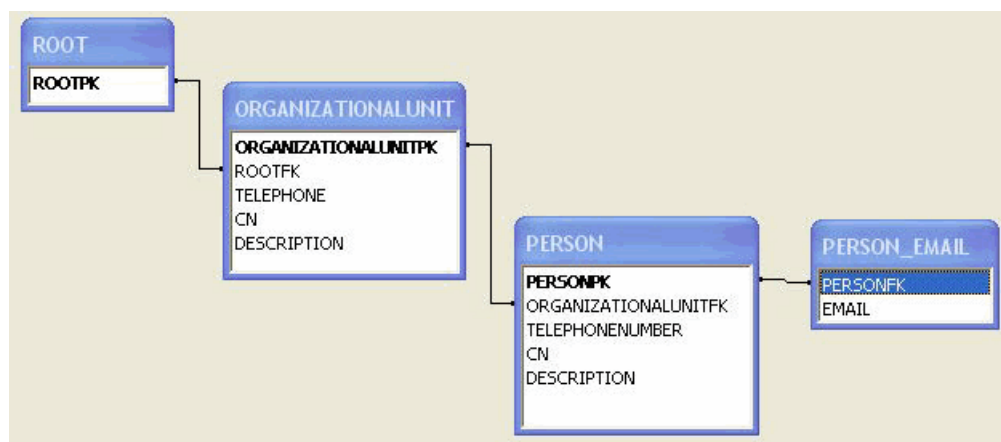 ROOT
ROOTPK
ORGANIZATIONALUNIT
ORGANIZATIONALUNITPK
ROOTFK
TELEPHONE
CN
DESCRIPTION
PERSON
PERSONPK
ORGANIZATIONALUNITFK
TELEPHONENUMBER
CN
DESCRIPTION
PERSON_EMAIL
PERSONFK
EMAIL